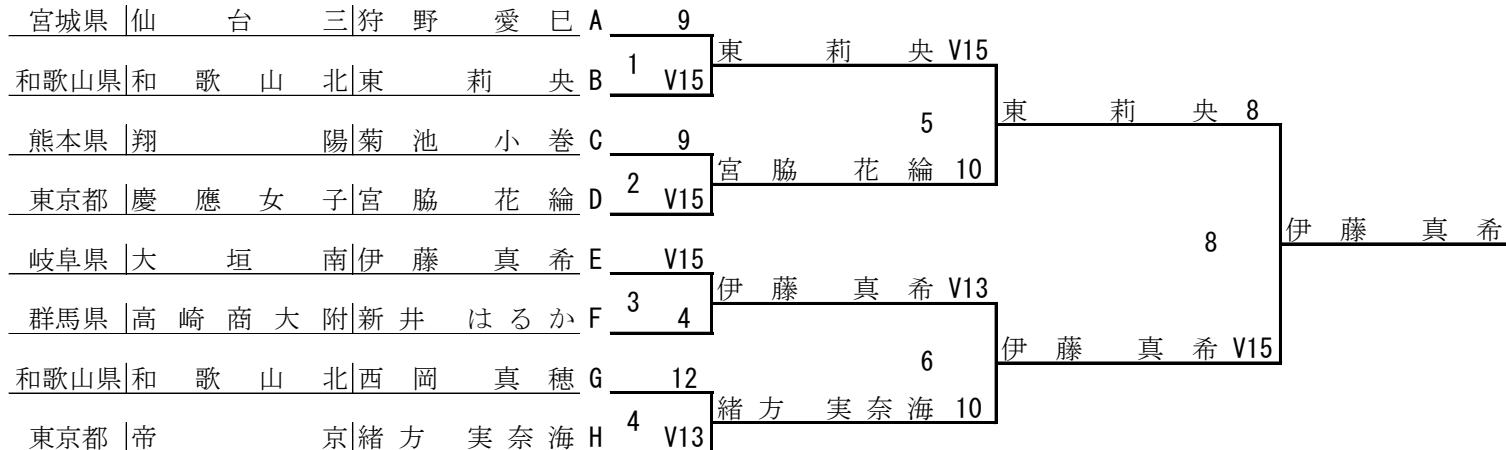 宮城県 仙台三 狩野愛巳 A 9
東莉央 V15
和歌山県 和歌山北 東莉央 B 1 V15
東莉央 8
熊本県 翔陽 菊池小巻 C 9 5
宮脇花綸 10
東京都 慶應女子 宮脇花綸 D 2 V15
8 伊藤真希
岐阜県 大垣南 伊藤真希 E V15
伊藤真希 V13
群馬県 高崎商大附 新井はるか F 3 4
伊藤真希 V15
和歌山県 和歌山北 西岡真穂 G 12 6
緒方実奈海 10
東京都 帝京 緒方実奈海 H 4 V13